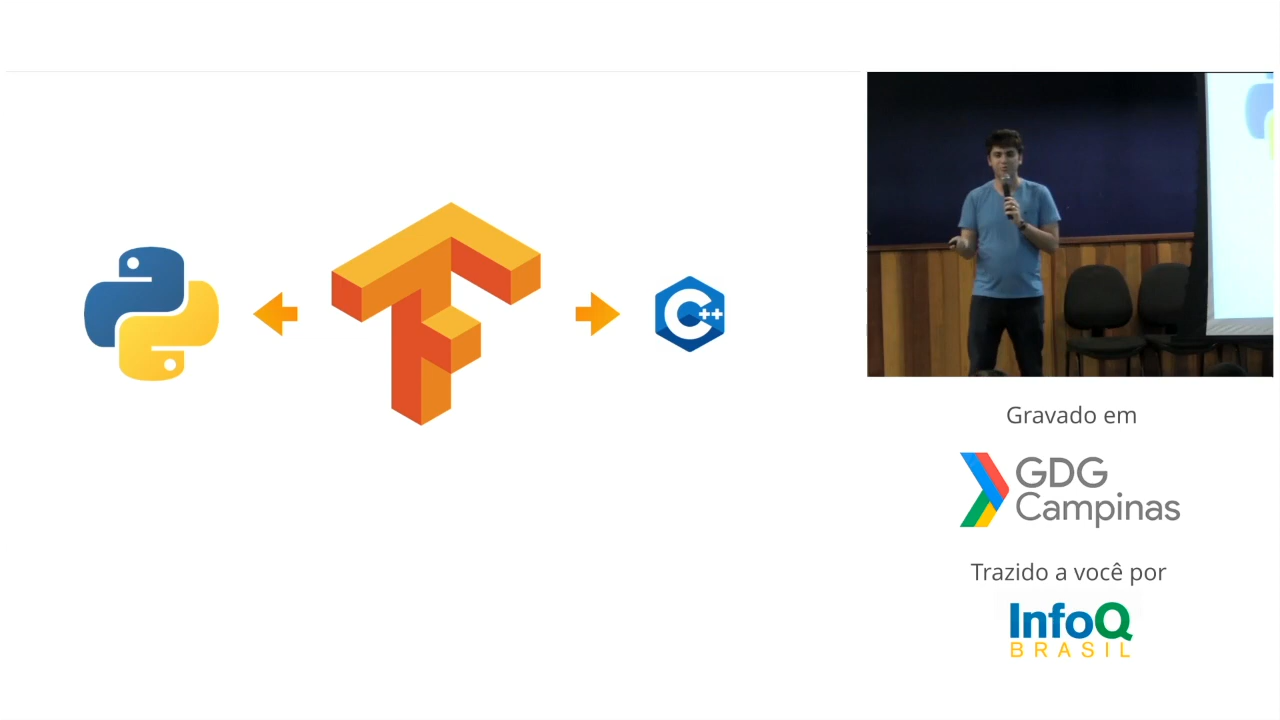 C++
Gravado em
GDG
Campinas
Trazido a você por
InfoQ
BRASIL